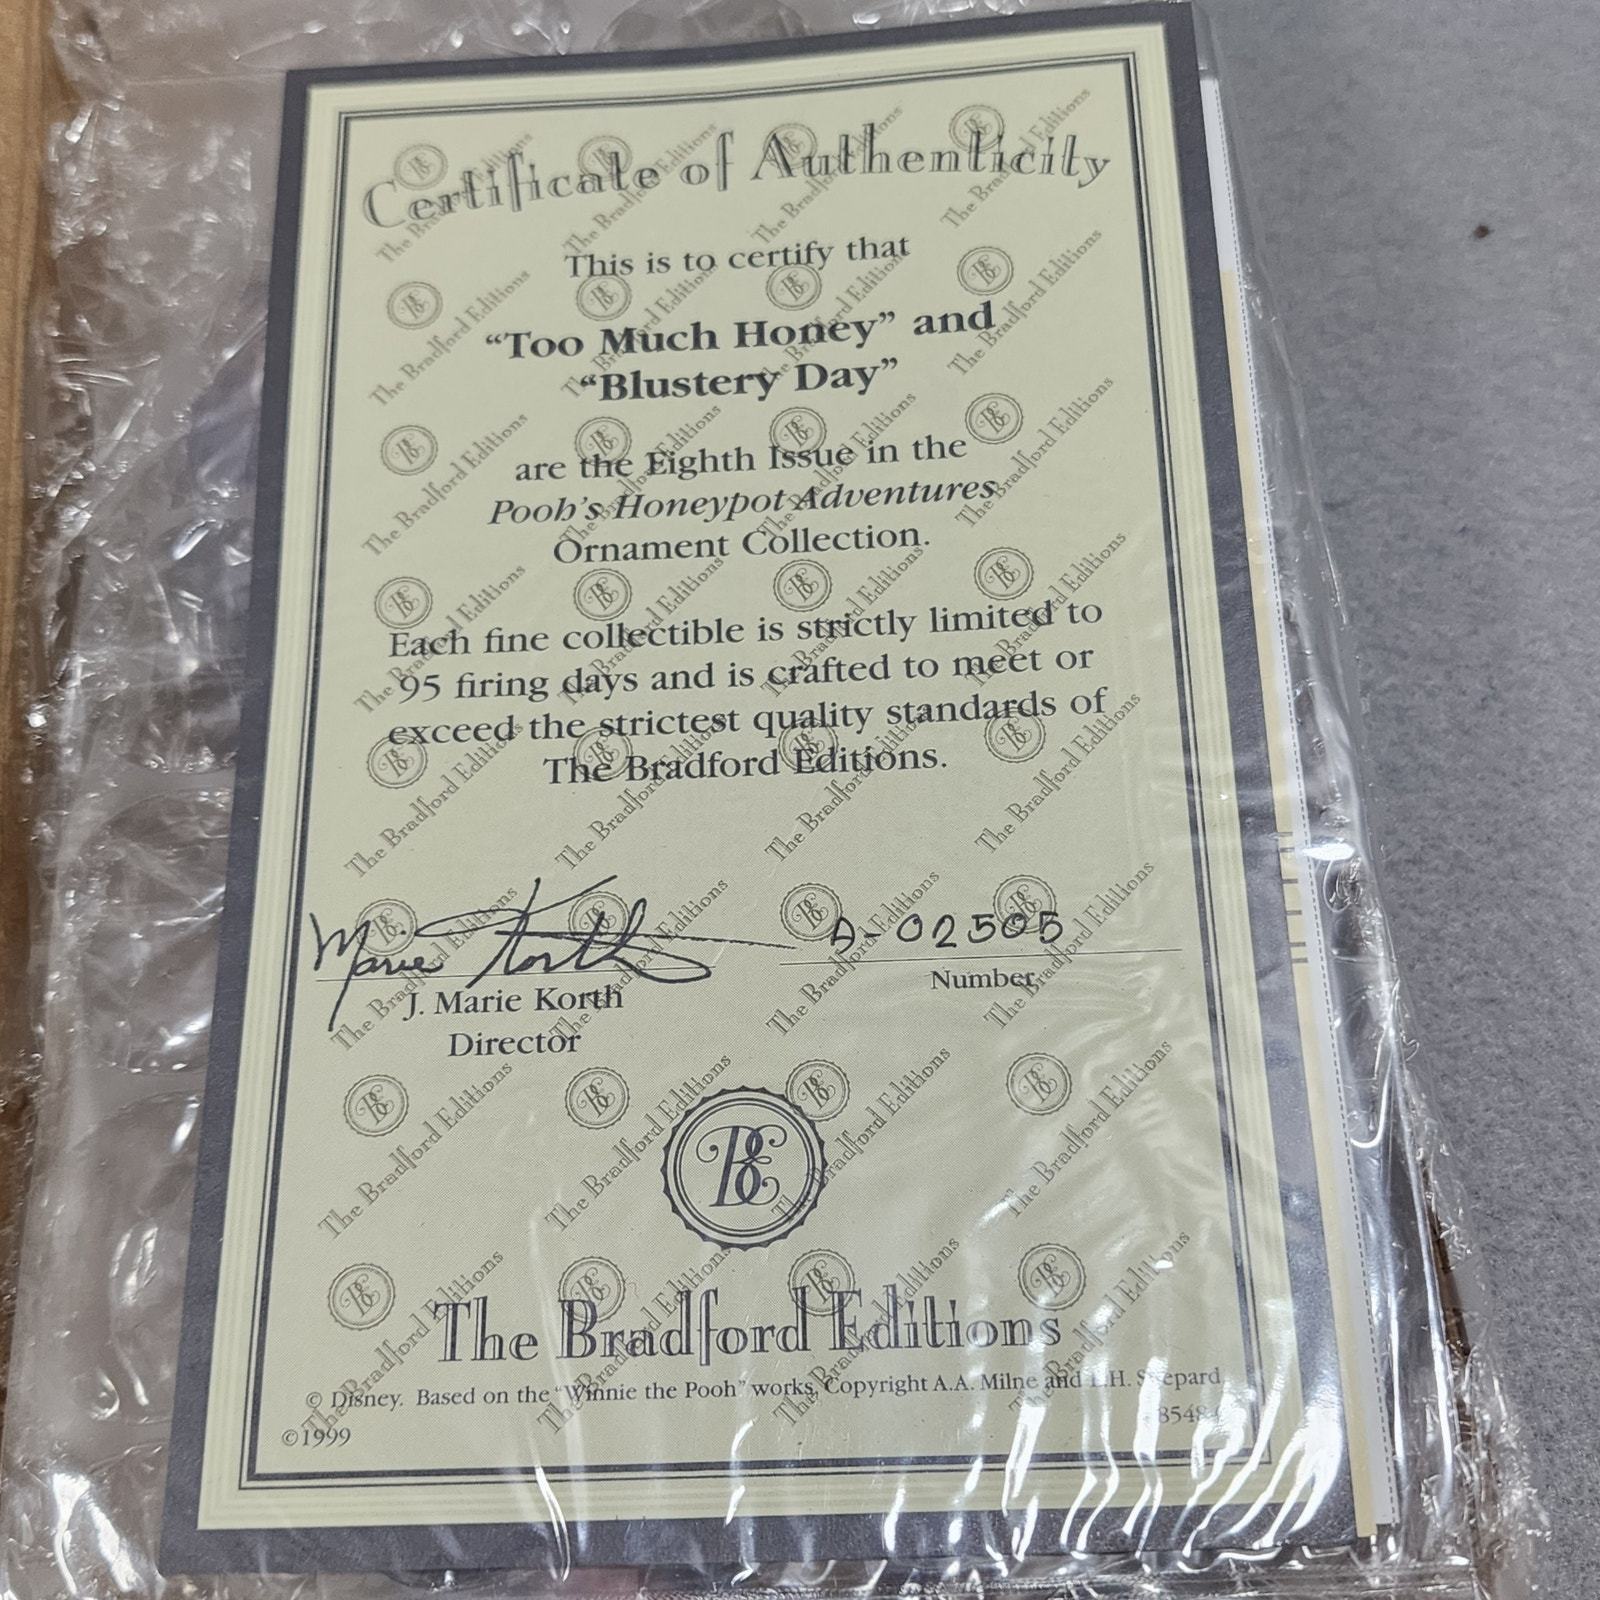 Certificate of Authenticity
This is to certify that
“Too Much Honey” and
“Blustery Day”
are the Eighth Issue in the
Pooh's Honeypot Adventures
Ornament Collection.
Each fine collectible is strictly limited to
95 firing days and is crafted to meet or
exceed the strictest quality standards of
The Bradford Editions.
Marie Korth
A-02505
J. Marie Korth
Number
Director
BE
The Bradford Editions
© Disney. Based on the “Winnie the Pooh” works, Copyright A.A. Milne and E.H. Shepard.
©1999